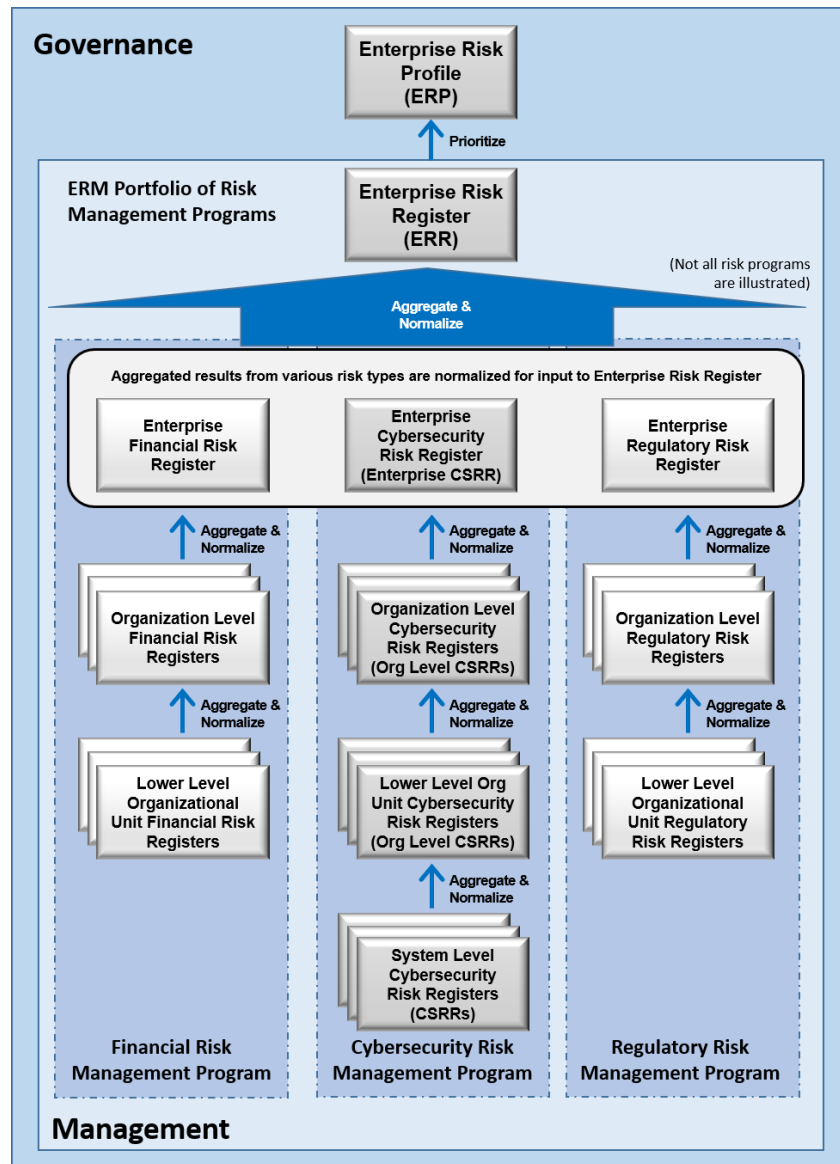 Governance
Enterprise Risk
Profile
(ERP)
Prioritize
ERM Portfolio of Risk
Management Programs
Enterprise Risk
Register
(ERR)
(Not all risk programs
are illustrated)
Aggregate &
Normalize
Aggregated results from various risk types are normalized for input to Enterprise Risk Register
Enterprise
Financial Risk
Register
Enterprise
Cybersecurity
Risk Register
(Enterprise CSRR)
Enterprise
Regulatory Risk
Register
Aggregate &
Normalize
Aggregate &
Normalize
Aggregate &
Normalize
Organization Level
Financial Risk
Registers
Organization Level
Cybersecurity
Risk Registers
(Org Level CSRRs)
Organization Level
Regulatory Risk
Registers
Aggregate &
Normalize
Aggregate &
Normalize
Aggregate &
Normalize
Lower Level
Organizational
Unit Financial Risk
Registers
Lower Level Org
Unit Cybersecurity
Risk Registers
(Org Level CSRRs)
Lower Level
Organizational
Unit Regulatory
Risk Registers
Aggregate &
Normalize
System Level
Cybersecurity
Risk Registers
(CSRRs)
Financial Risk
Management Program
Cybersecurity Risk
Management Program
Regulatory Risk
Management Program
Management